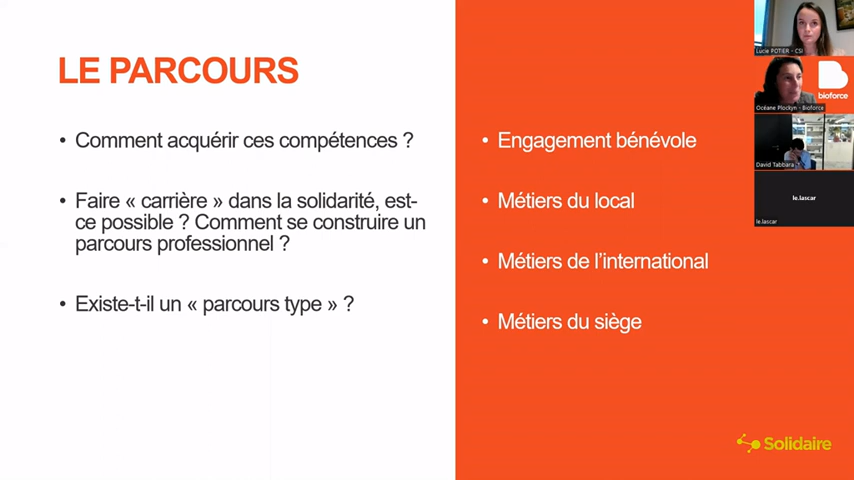 LE PARCOURS
• Comment acquérir ces compétences ?
• Faire « carrière » dans la solidarité, est-
ce possible ? Comment se construire un
parcours professionnel ?
• Existe-t-il un « parcours type » ?
• Engagement bénévole
• Métiers du local
• Métiers de l’international
• Métiers du siège
Solidaire
Lucie POTIER - CSI
B
bioforce
Océane Plockyn - Bioforce
David Tabbara
le.lascar
le.lascar